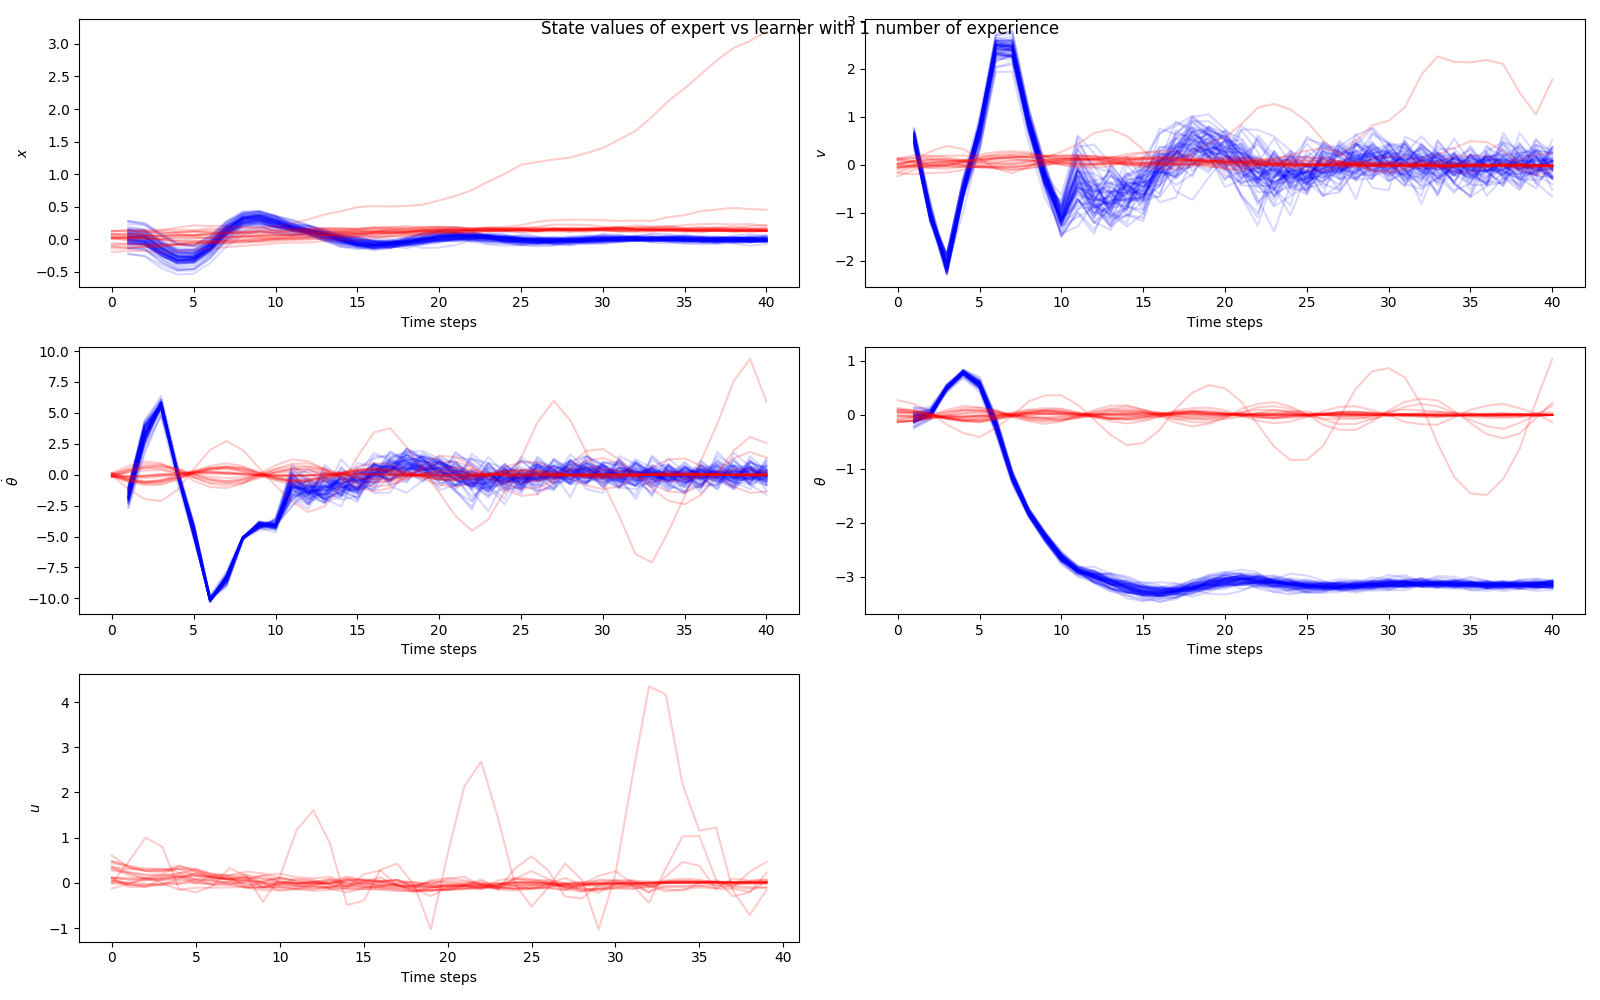 State values of expert vs learner with 1 number of experience
3.0
2.5
2.0
1.5
1.0
0.5
0.0
−0.5
x
0 5 10 15 20 25 30 35 40
Time steps
3
2
1
0
−1
−2
v
0 5 10 15 20 25 30 35 40
Time steps
10.0
7.5
5.0
2.5
0.0
−2.5
−5.0
−7.5
−10.0
θ̇
0 5 10 15 20 25 30 35 40
Time steps
1
0
−1
−2
−3
θ
0 5 10 15 20 25 30 35 40
Time steps
4
3
2
1
0
−1
u
0 5 10 15 20 25 30 35 40
Time steps